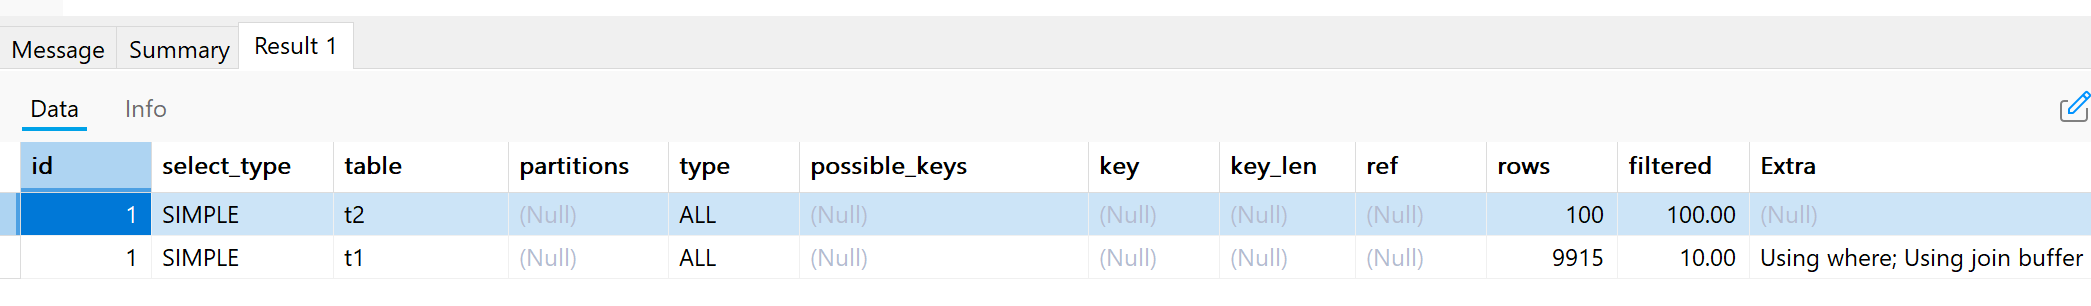 Message Summary Result 1
Data Info
id select_type table partitions type possible_keys key key_len ref rows filtered Extra
1 SIMPLE t2 (Null) ALL (Null) (Null) (Null) (Null) 100 100.00 (Null)
1 SIMPLE t1 (Null) ALL (Null) (Null) (Null) (Null) 9915 10.00 Using where; Using join buffer